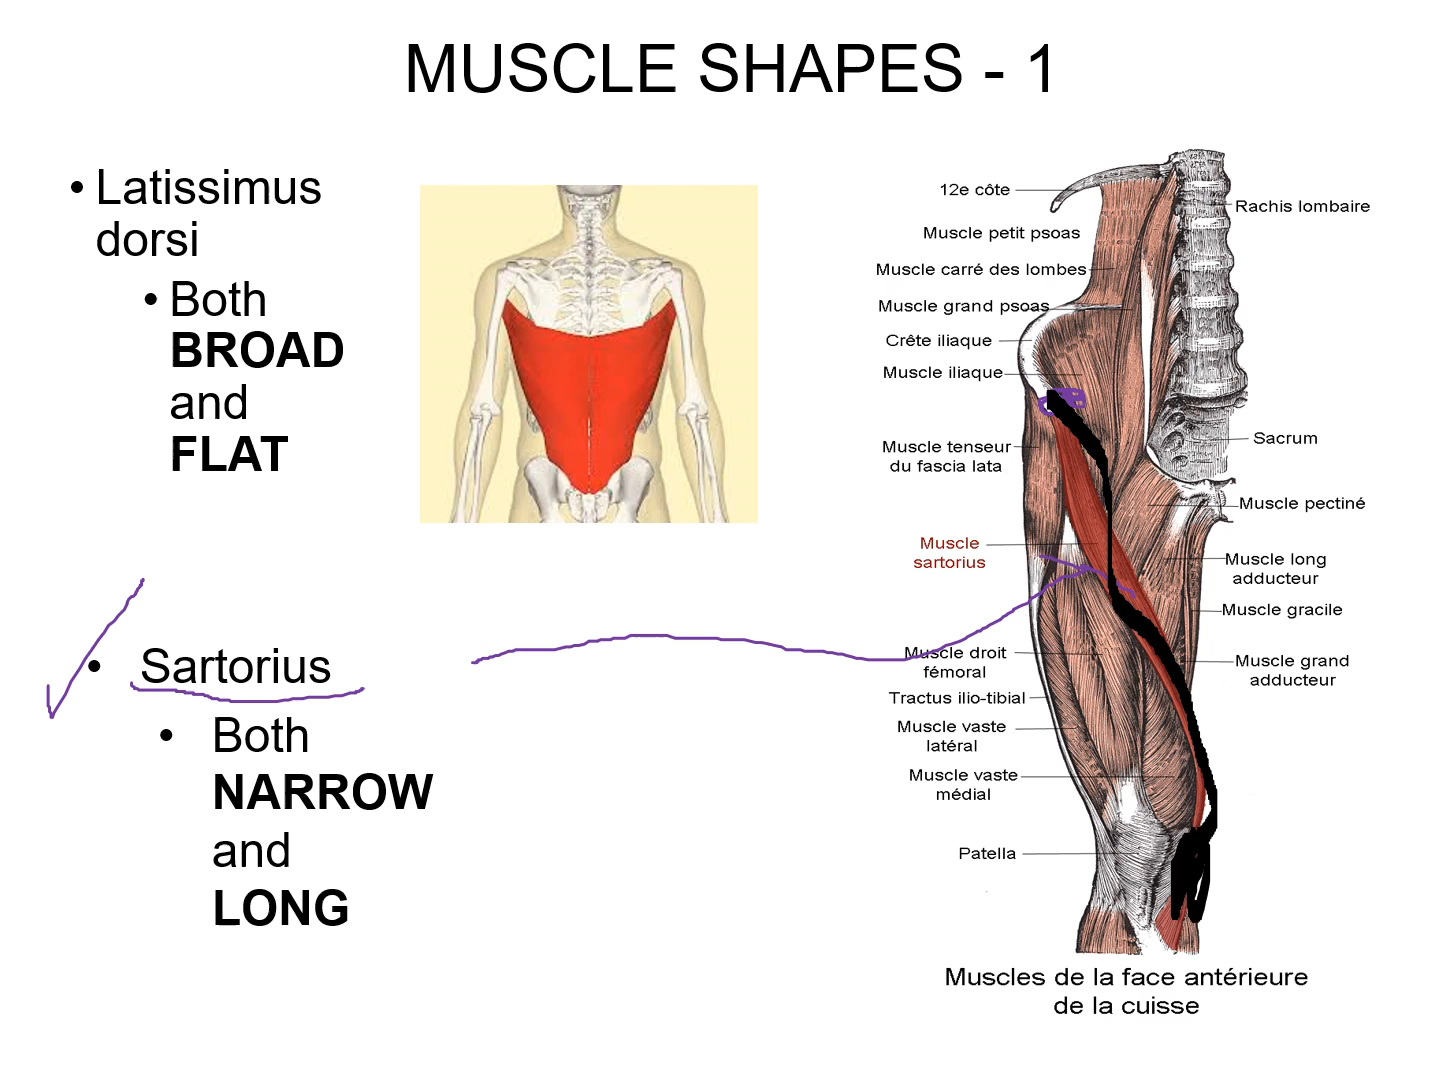 MUSCLE SHAPES - 1
• Latissimus
dorsi
• Both
BROAD
and
FLAT
• Sartorius
• Both
NARROW
and
LONG
12e côte
Rachis lombaire
Muscle petit psoas
Muscle carré des lombes
Muscle grand psoas
Crête iliaque
Muscle iliaque
Muscle tenseur
du fascia lata
Sacrum
Muscle pectiné
Muscle
sartorius
Muscle long
adducteur
Muscle gracile
Muscle droit
fémoral
Muscle grand
adducteur
Tractus ilio-tibial
Muscle vaste
latéral
Muscle vaste
médial
Patella
Muscles de la face antérieure
de la cuisse